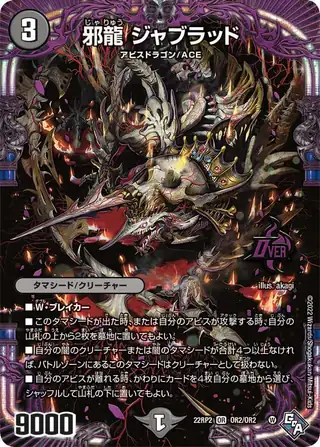 3
じゃりゅう
邪龍 ジャブラッド
アビスドラゴン/ACE
OVER
illus. akagi
タマシード/クリーチャー
■W・ブレイカー
■このタマシードが出た時、または自分のアビスが攻撃する時、自分の
山札の上から2枚を墓地に置いてもよい。
■自分の闇のクリーチャーまたは闇のタマシードが合計4つ以上なけれ
ば、バトルゾーンにあるこのタマシードはクリーチャーとして扱わない。
■自分のアビスが離れる時、かわりにカードを4枚自分の墓地から選び、
シャッフルして山札の下に置いてもよい。
9000
22RP2 OR OR2/OR2
W